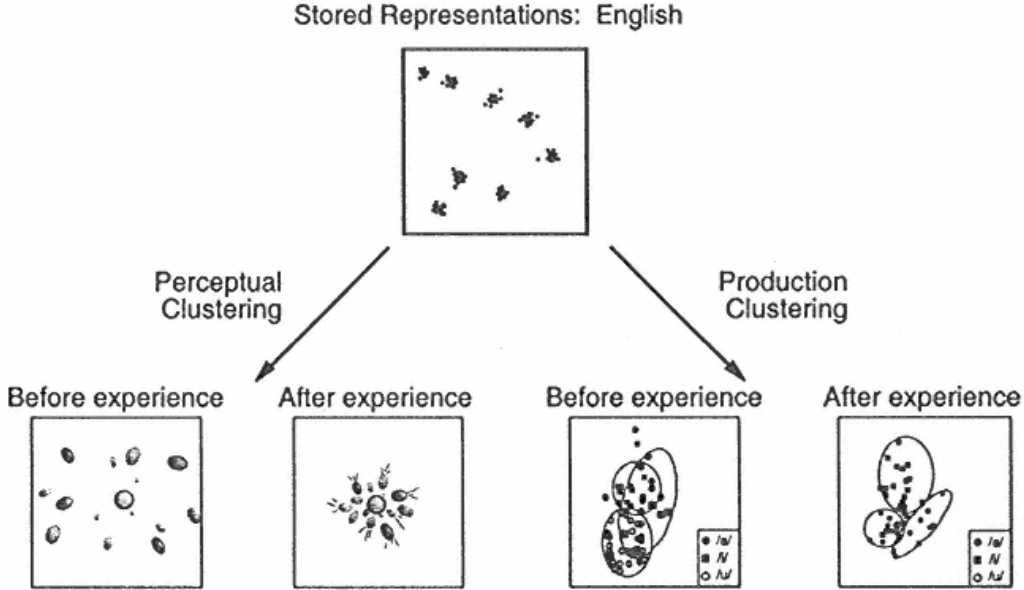 Stored Representations: English
Perceptual
Clustering
Production
Clustering
Before experience
After experience
Before experience
After experience
/a/
/i/
/u/
/a/
/i/
/u/